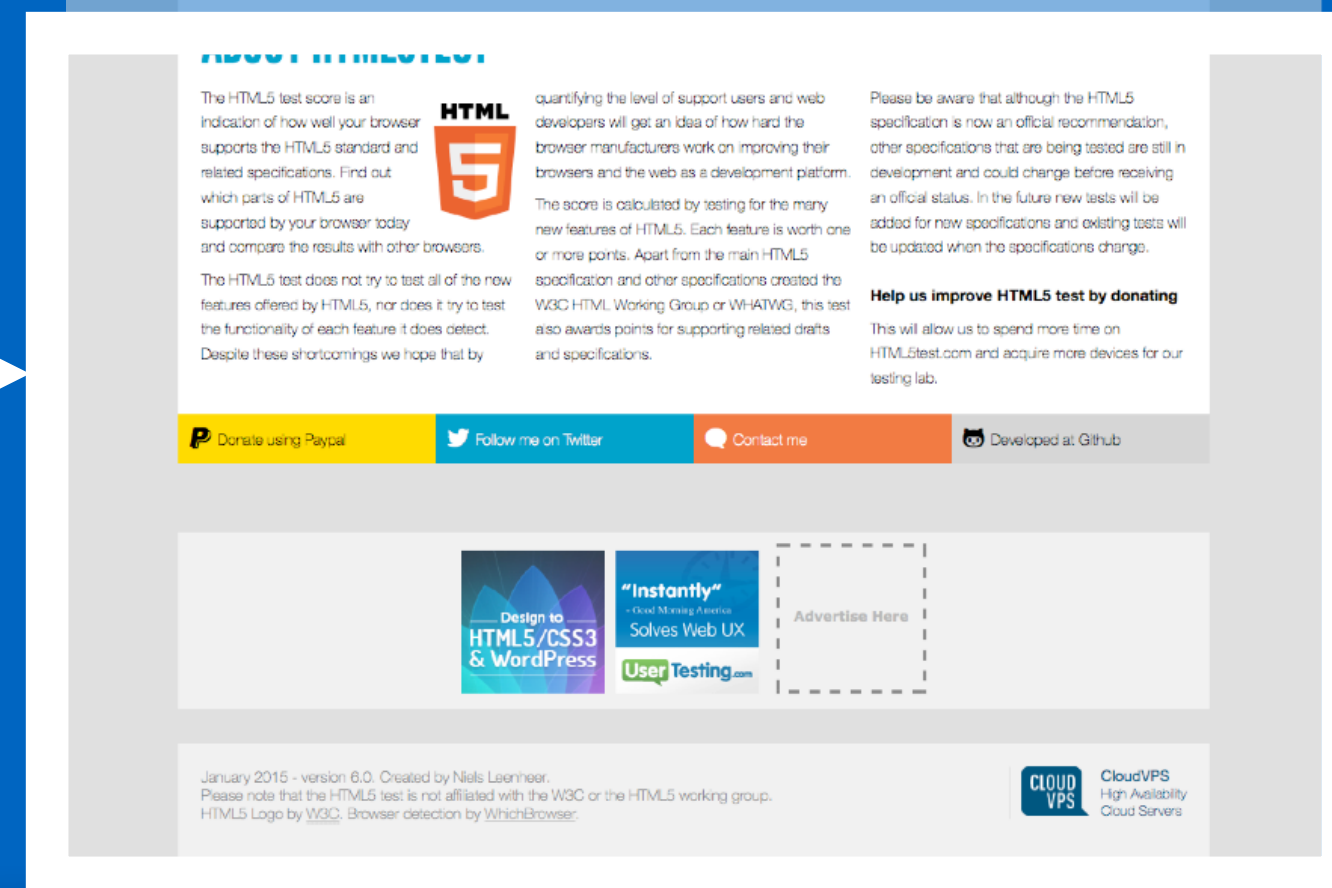 ABOUT HTML5TEST
The HTML5 test score is an
indication of how well your browser
supports the HTML5 standard and
related specifications. Find out
which parts of HTML5 are
supported by your browser today
and compare the results with other browsers.
The HTML5 test does not try to test all of the new
features offered by HTML5, nor does it try to test
the functionality of each feature it does detect.
Despite these shortcomings we hope that by
HTML
5
quantifying the level of support users and web
developers will get an idea of how hard the
browser manufacturers work on improving their
browsers and the web as a development platform.
The score is calculated by testing for the many
new features of HTML5. Each feature is worth one
or more points. Apart from the main HTML5
specification and other specifications created the
W3C HTML Working Group or WHATWG, this test
also awards points for supporting related drafts
and specifications.
Please be aware that although the HTML5
specification is now an official recommendation,
other specifications that are being tested are still in
development and could change before receiving
an official status. In the future new tests will be
added for new specifications and existing tests will
be updated when the specifications change.
Help us improve HTML5 test by donating
This will allow us to spend more time on
HTML5test.com and acquire more devices for our
testing lab.
Donate using Paypal
Follow me on Twitter
Contact me
Developed at Github
Design to
HTML5/CSS3
& WordPress
"Instantly"
- Good Morning America
Solves Web UX
User Testing.com
Advertise Here
January 2015 - version 6.0. Created by Niels Leenheer.
Please note that the HTML5 test is not affiliated with the W3C or the HTML5 working group.
HTML5 Logo by W3C. Browser detection by WhichBrowser.
CLOUD
VPS
CloudVPS
High Availability
Cloud Servers